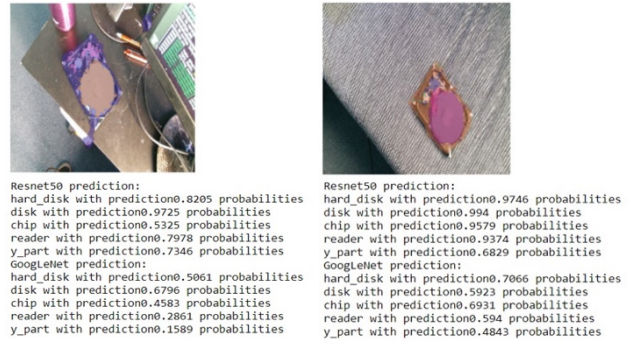 Resnet50 prediction:
hard_disk with prediction0.8205 probabilities
disk with prediction0.9725 probabilities
chip with prediction0.5325 probabilities
reader with prediction0.7978 probabilities
y_part with prediction0.7346 probabilities
GoogLeNet prediction:
hard_disk with prediction0.5061 probabilities
disk with prediction0.6796 probabilities
chip with prediction0.4583 probabilities
reader with prediction0.2861 probabilities
y_part with prediction0.1589 probabilities
Resnet50 prediction:
hard_disk with prediction0.9746 probabilities
disk with prediction0.994 probabilities
chip with prediction0.9579 probabilities
reader with prediction0.9374 probabilities
y_part with prediction0.6829 probabilities
GoogLeNet prediction:
hard_disk with prediction0.7066 probabilities
disk with prediction0.5923 probabilities
chip with prediction0.6931 probabilities
reader with prediction0.594 probabilities
y_part with prediction0.4843 probabilities